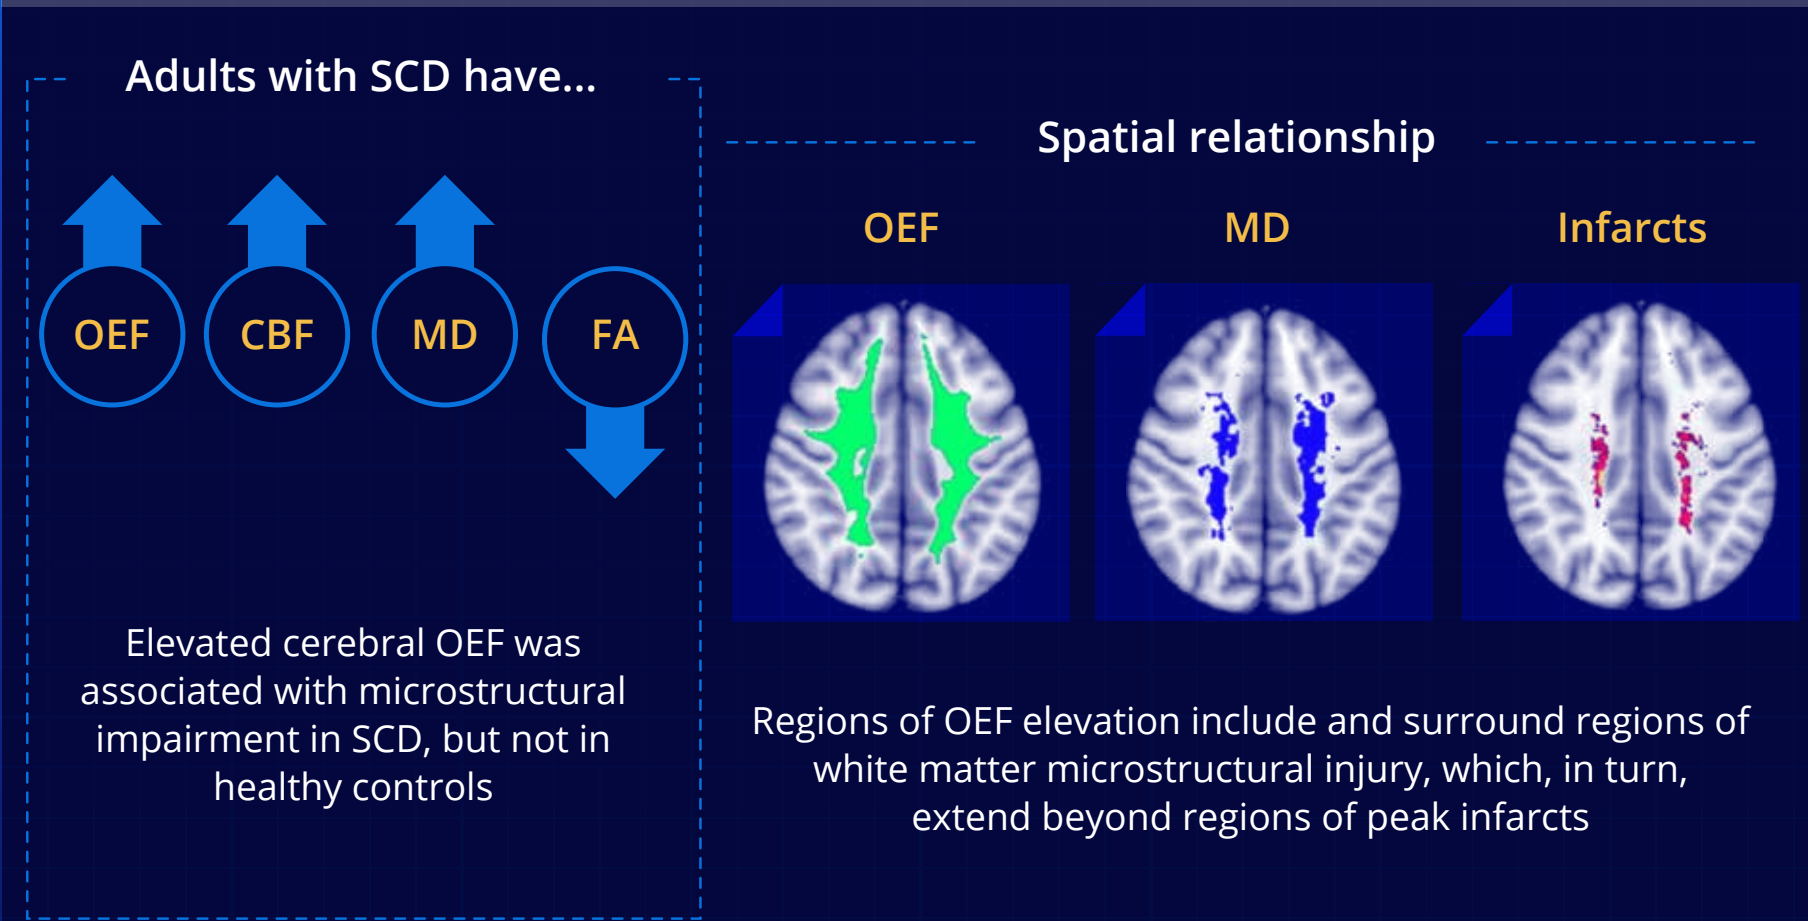 Adults with SCD have...
OEF
CBF
MD
FA
Elevated cerebral OEF was
associated with microstructural
impairment in SCD, but not in
healthy controls
Spatial relationship
OEF
MD
Infarcts
Regions of OEF elevation include and surround regions of
white matter microstructural injury, which, in turn,
extend beyond regions of peak infarcts